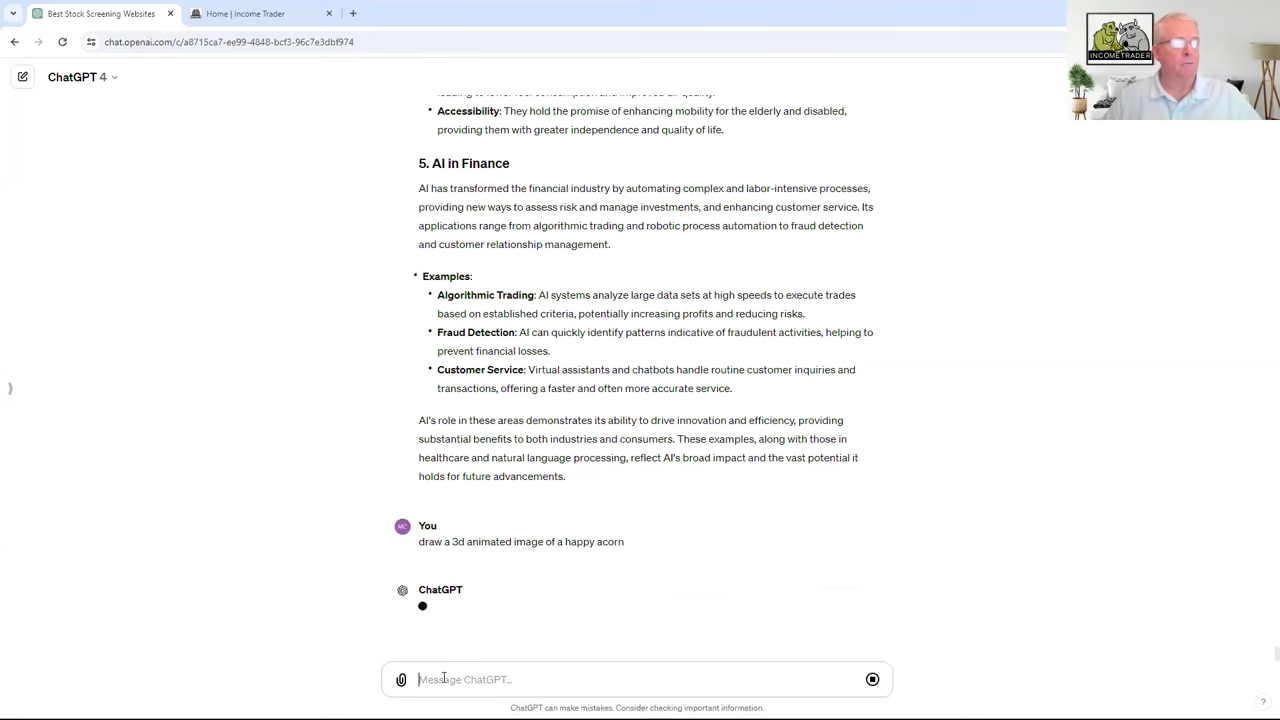 Best Stock Screening Websites
Home | Income Trader
chat.openai.com/c/a8715ca7-ee99-4848-bcf3-96c7e3dbf974
INCOMETRADER
ChatGPT 4
Accessibility: They hold the promise of enhancing mobility for the elderly and disabled,
providing them with greater independence and quality of life.
5. AI in Finance
AI has transformed the financial industry by automating complex and labor-intensive processes,
providing new ways to assess risk and manage investments, and enhancing customer service. Its
applications range from algorithmic trading and robotic process automation to fraud detection
and customer relationship management.
• Examples:
• Algorithmic Trading: AI systems analyze large data sets at high speeds to execute trades
based on established criteria, potentially increasing profits and reducing risks.
• Fraud Detection: AI can quickly identify patterns indicative of fraudulent activities, helping to
prevent financial losses.
• Customer Service: Virtual assistants and chatbots handle routine customer inquiries and
transactions, offering a faster and often more accurate service.
AI's role in these areas demonstrates its ability to drive innovation and efficiency, providing
substantial benefits to both industries and consumers. These examples, along with those in
healthcare and natural language processing, reflect AI's broad impact and the vast potential it
holds for future advancements.
MC You
draw a 3d animated image of a happy acorn
ChatGPT
Message ChatGPT...
ChatGPT can make mistakes. Consider checking important information.
?